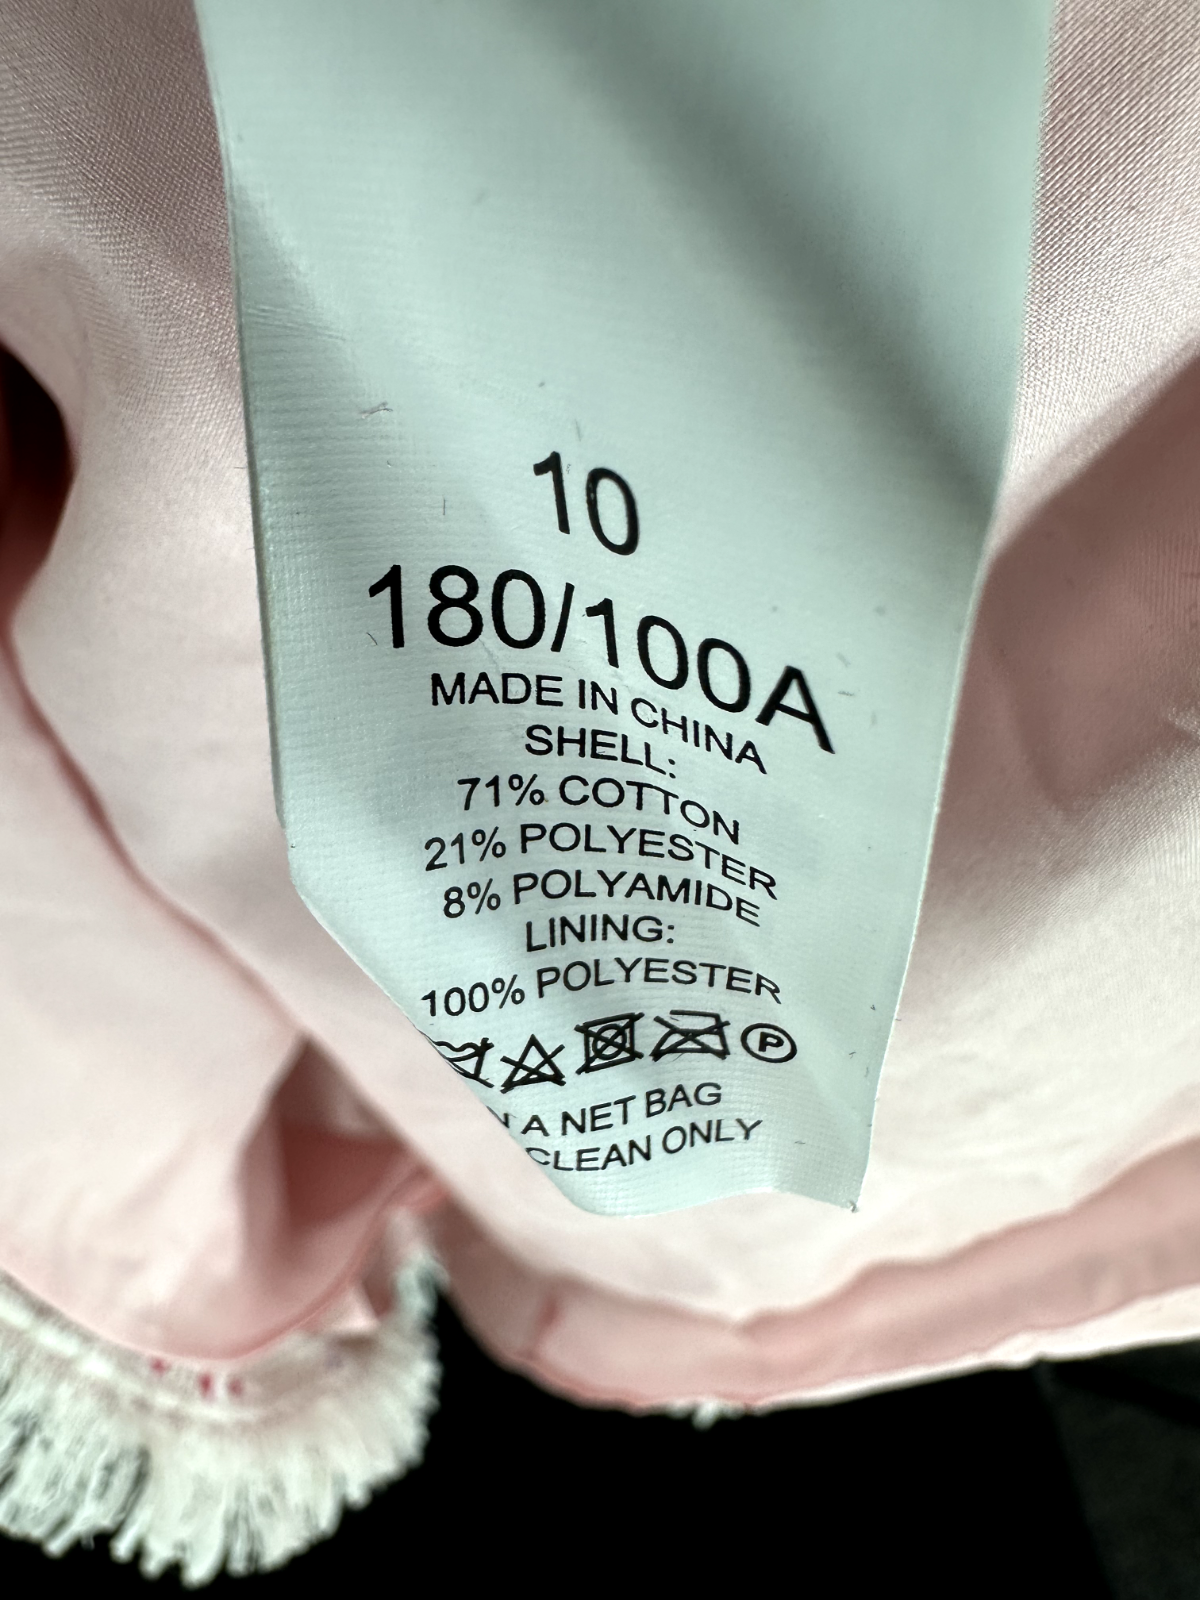 10
180/100A
MADE IN CHINA
SHELL:
71% COTTON
21% POLYESTER
8% POLYAMIDE
LINING:
100% POLYESTER
P
A NET BAG
CLEAN ONLY